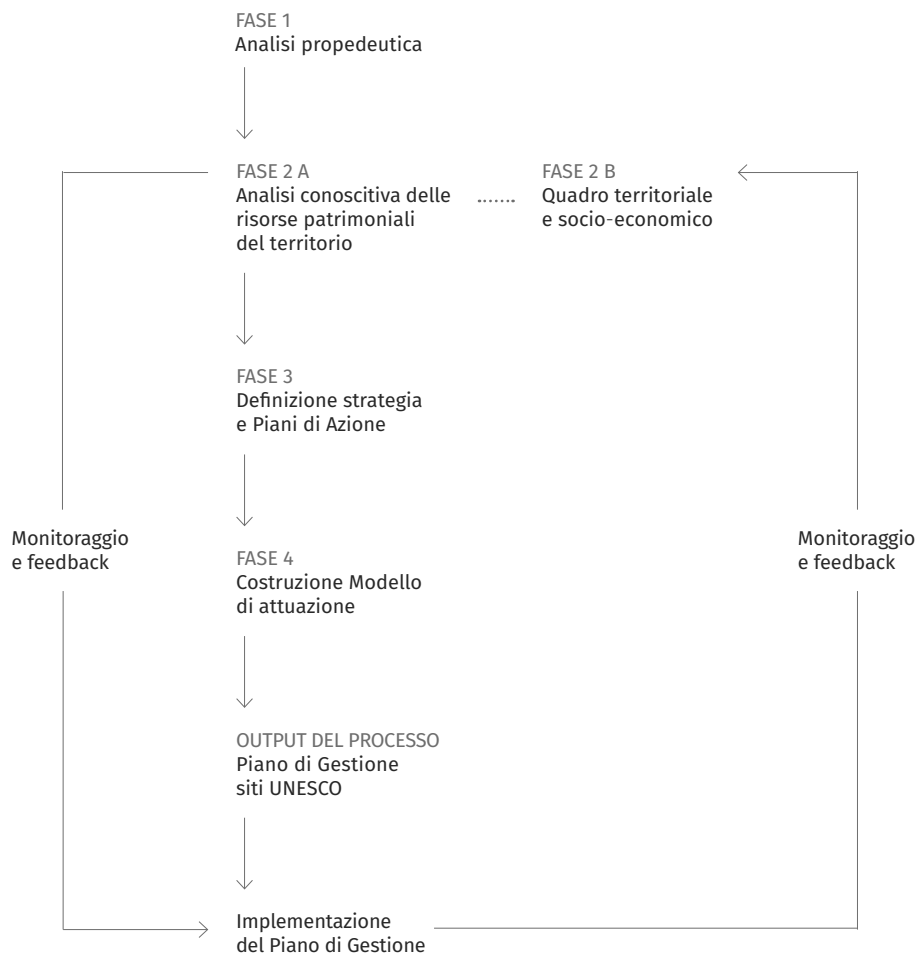 FASE 1
Analisi propedeutica
FASE 2 A
Analisi conoscitiva delle
risorse patrimoniali
del territorio
.......
FASE 2 B
Quadro territoriale
e socio-economico
FASE 3
Definizione strategia
e Piani di Azione
Monitoraggio
e feedback
FASE 4
Costruzione Modello
di attuazione
Monitoraggio
e feedback
OUTPUT DEL PROCESSO
Piano di Gestione
siti UNESCO
Implementazione
del Piano di Gestione